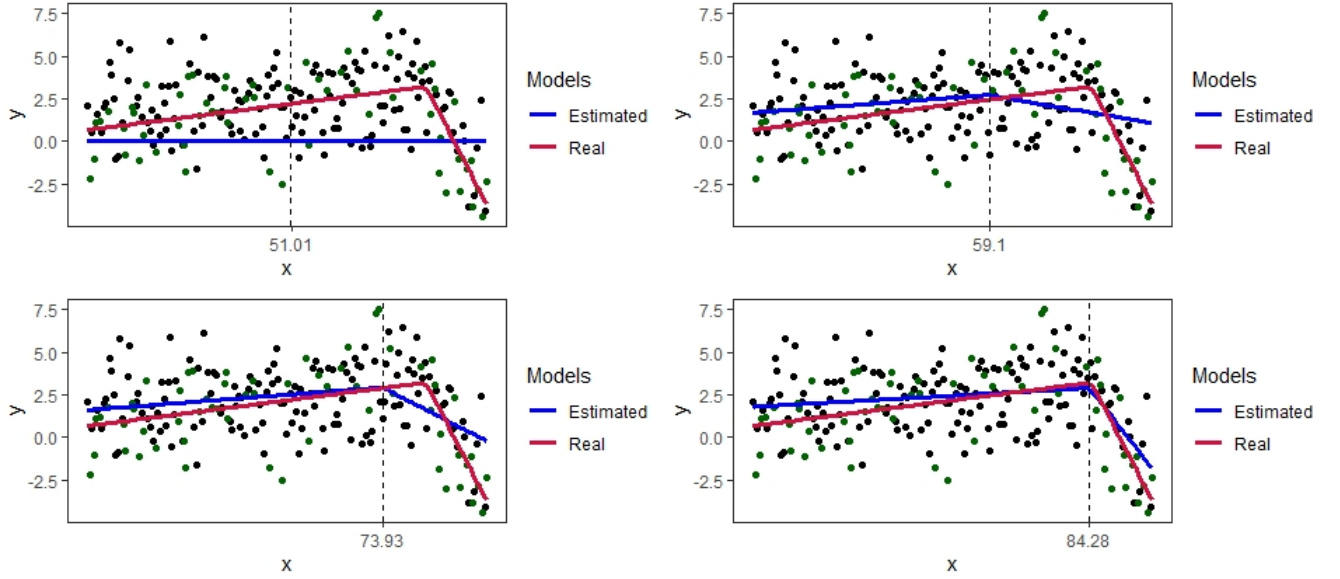 7.5
5.0
2.5
0.0
-2.5
y
51.01
x
Models
Estimated
Real
7.5
5.0
2.5
0.0
-2.5
y
59.1
x
Models
Estimated
Real
7.5
5.0
2.5
0.0
-2.5
y
73.93
x
Models
Estimated
Real
7.5
5.0
2.5
0.0
-2.5
y
84.28
x
Models
Estimated
Real